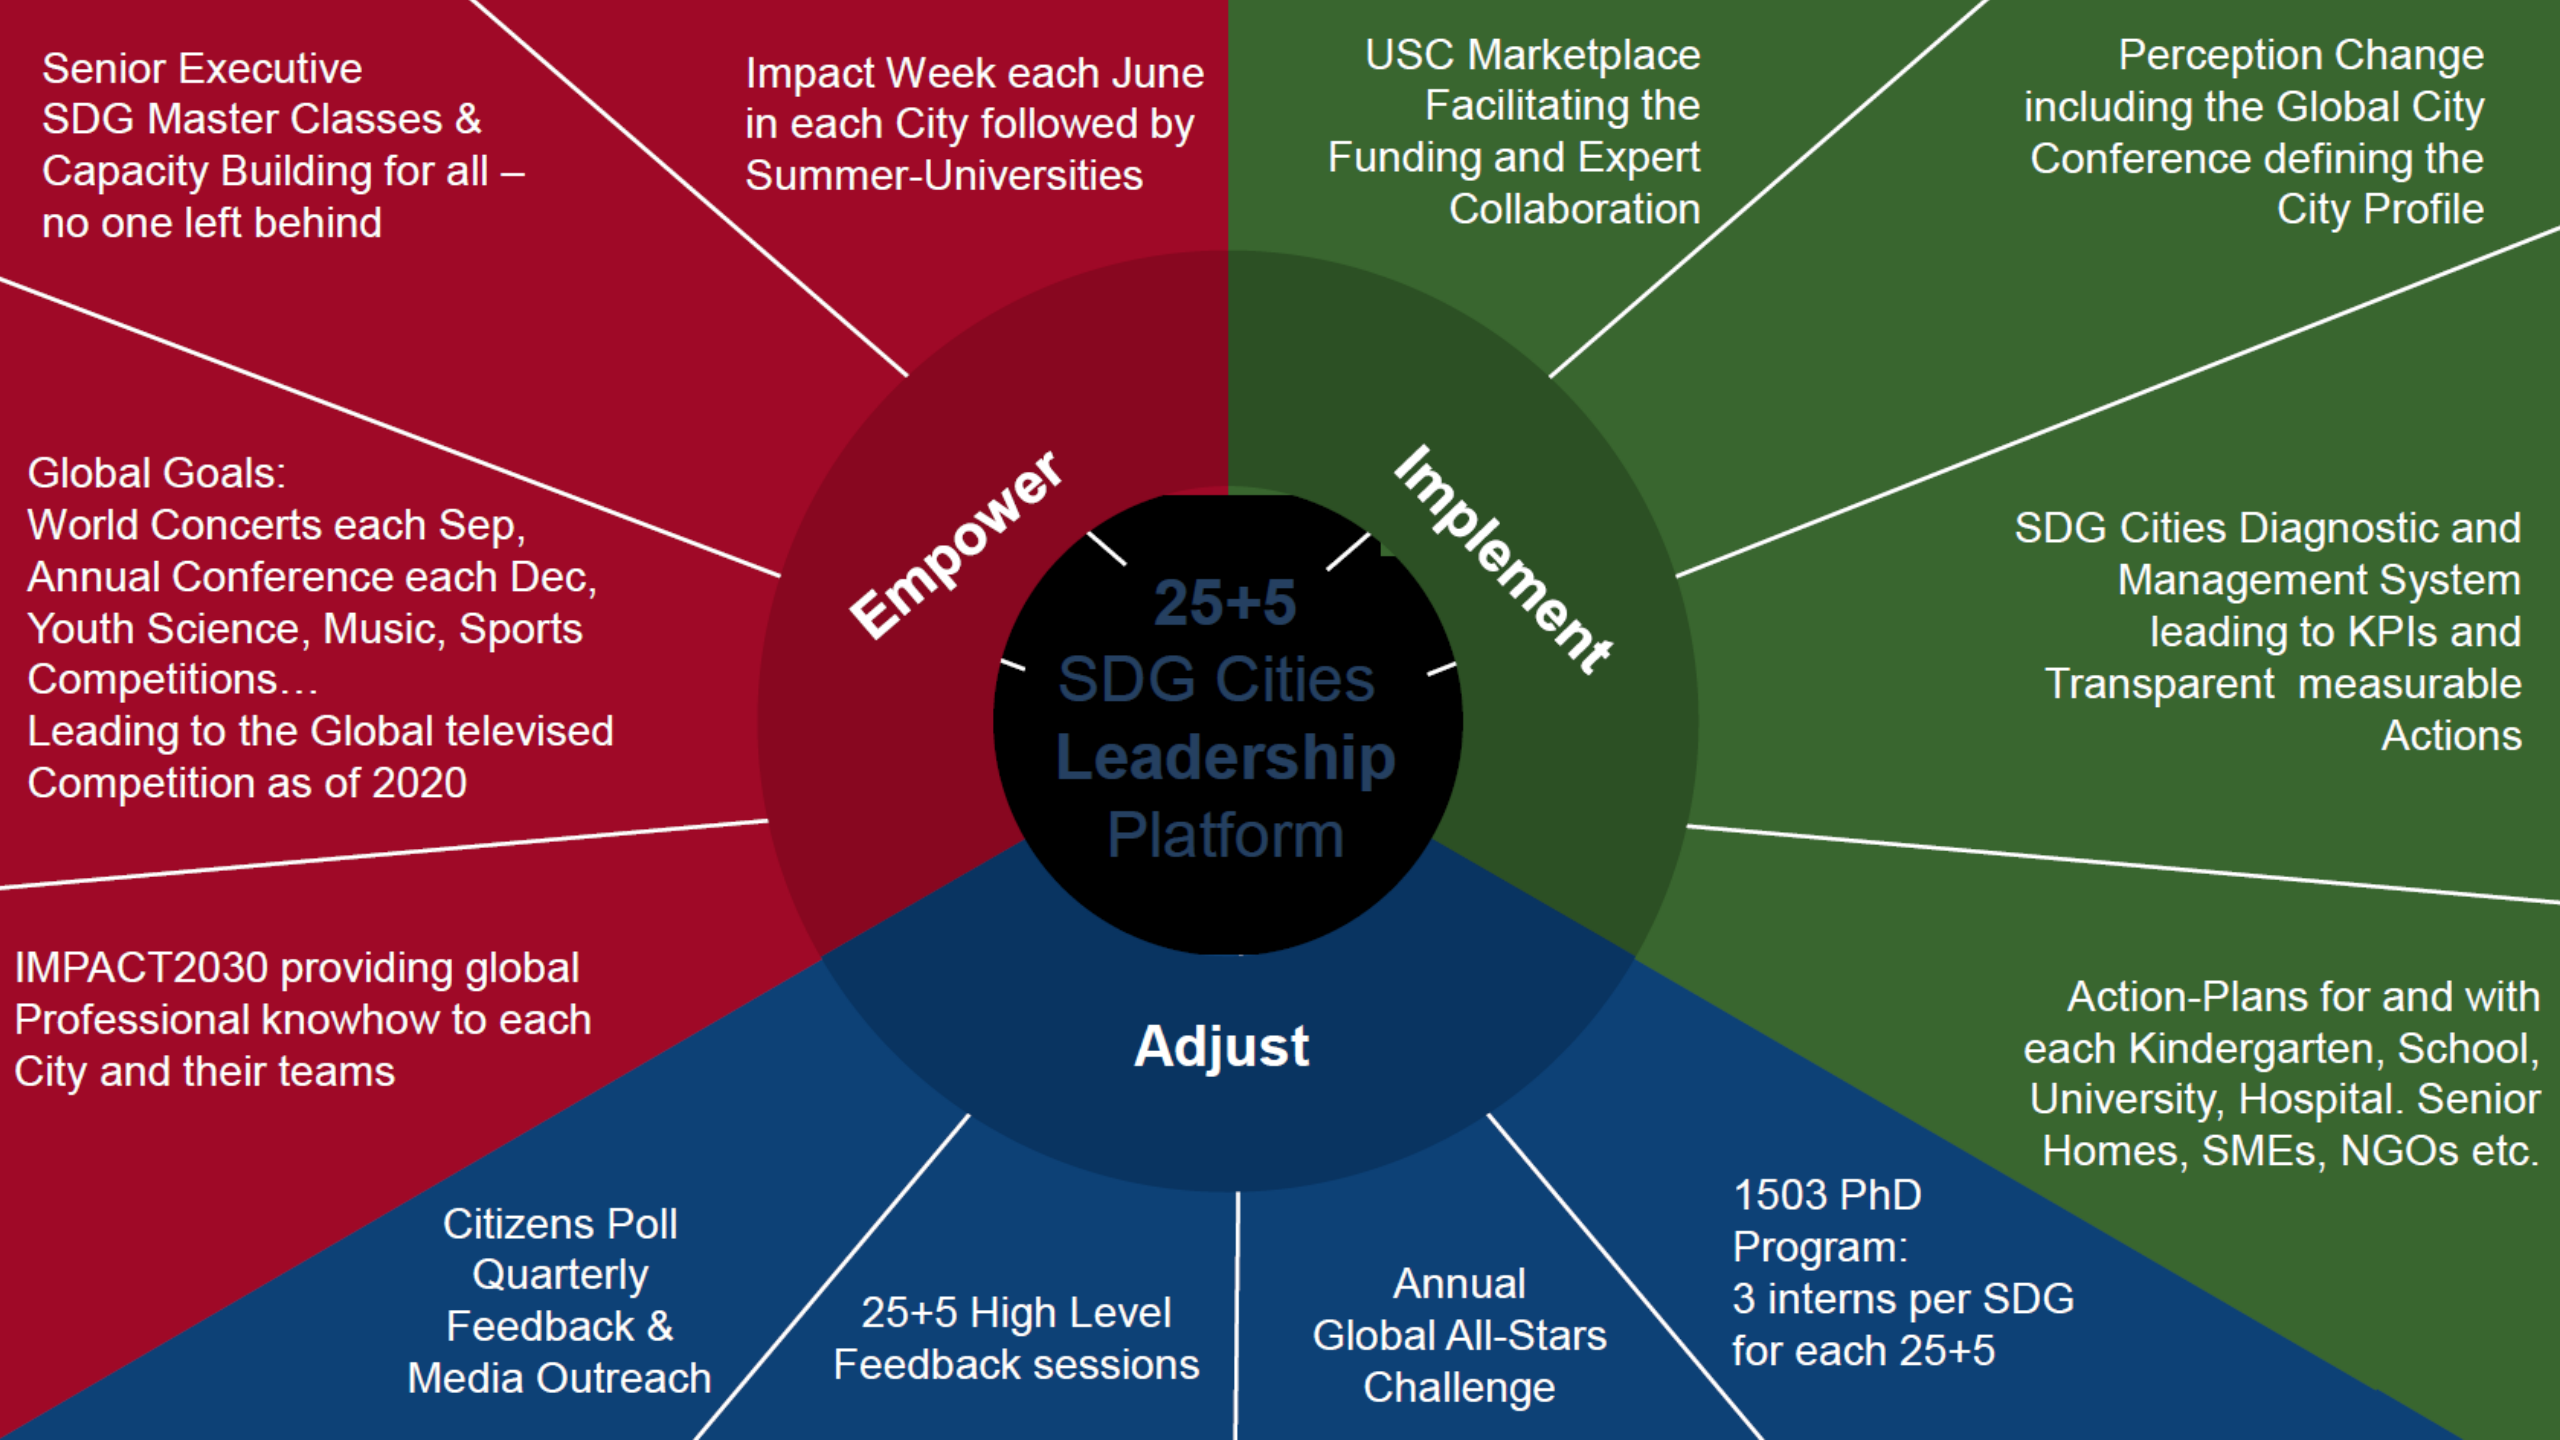 Senior Executive
SDG Master Classes &
Capacity Building for all –
no one left behind
Impact Week each June
in each City followed by
Summer-Universities
USC Marketplace
Facilitating the
Funding and Expert
Collaboration
Perception Change
including the Global City
Conference defining the
City Profile
Global Goals:
World Concerts each Sep,
Annual Conference each Dec,
Youth Science, Music, Sports
Competitions…
Leading to the Global televised
Competition as of 2020
Empower
Implement
25+5
SDG Cities
Leadership
Platform
SDG Cities Diagnostic and
Management System
leading to KPIs and
Transparent  measurable
Actions
IMPACT2030 providing global
Professional knowhow to each
City and their teams
Adjust
Action-Plans for and with
each Kindergarten, School,
University, Hospital. Senior
Homes, SMEs, NGOs etc.
Citizens Poll
Quarterly
Feedback &
Media Outreach
25+5 High Level
Feedback sessions
Annual
Global All-Stars
Challenge
1503 PhD
Program:
3 interns per SDG
for each 25+5